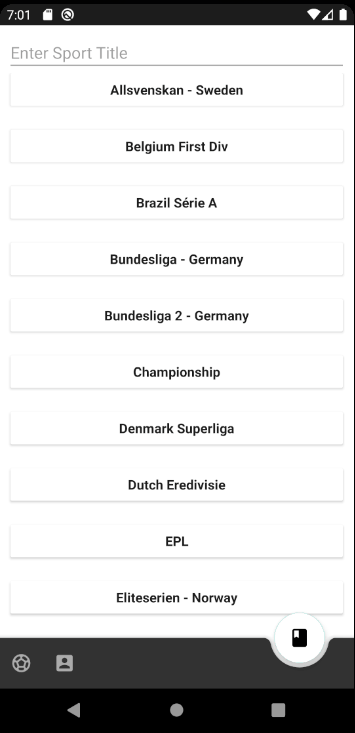 7:01
Enter Sport Title
Allsvenskan - Sweden
Belgium First Div
Brazil Série A
Bundesliga - Germany
Bundesliga 2 - Germany
Championship
Denmark Superliga
Dutch Eredivisie
EPL
Eliteserien - Norway